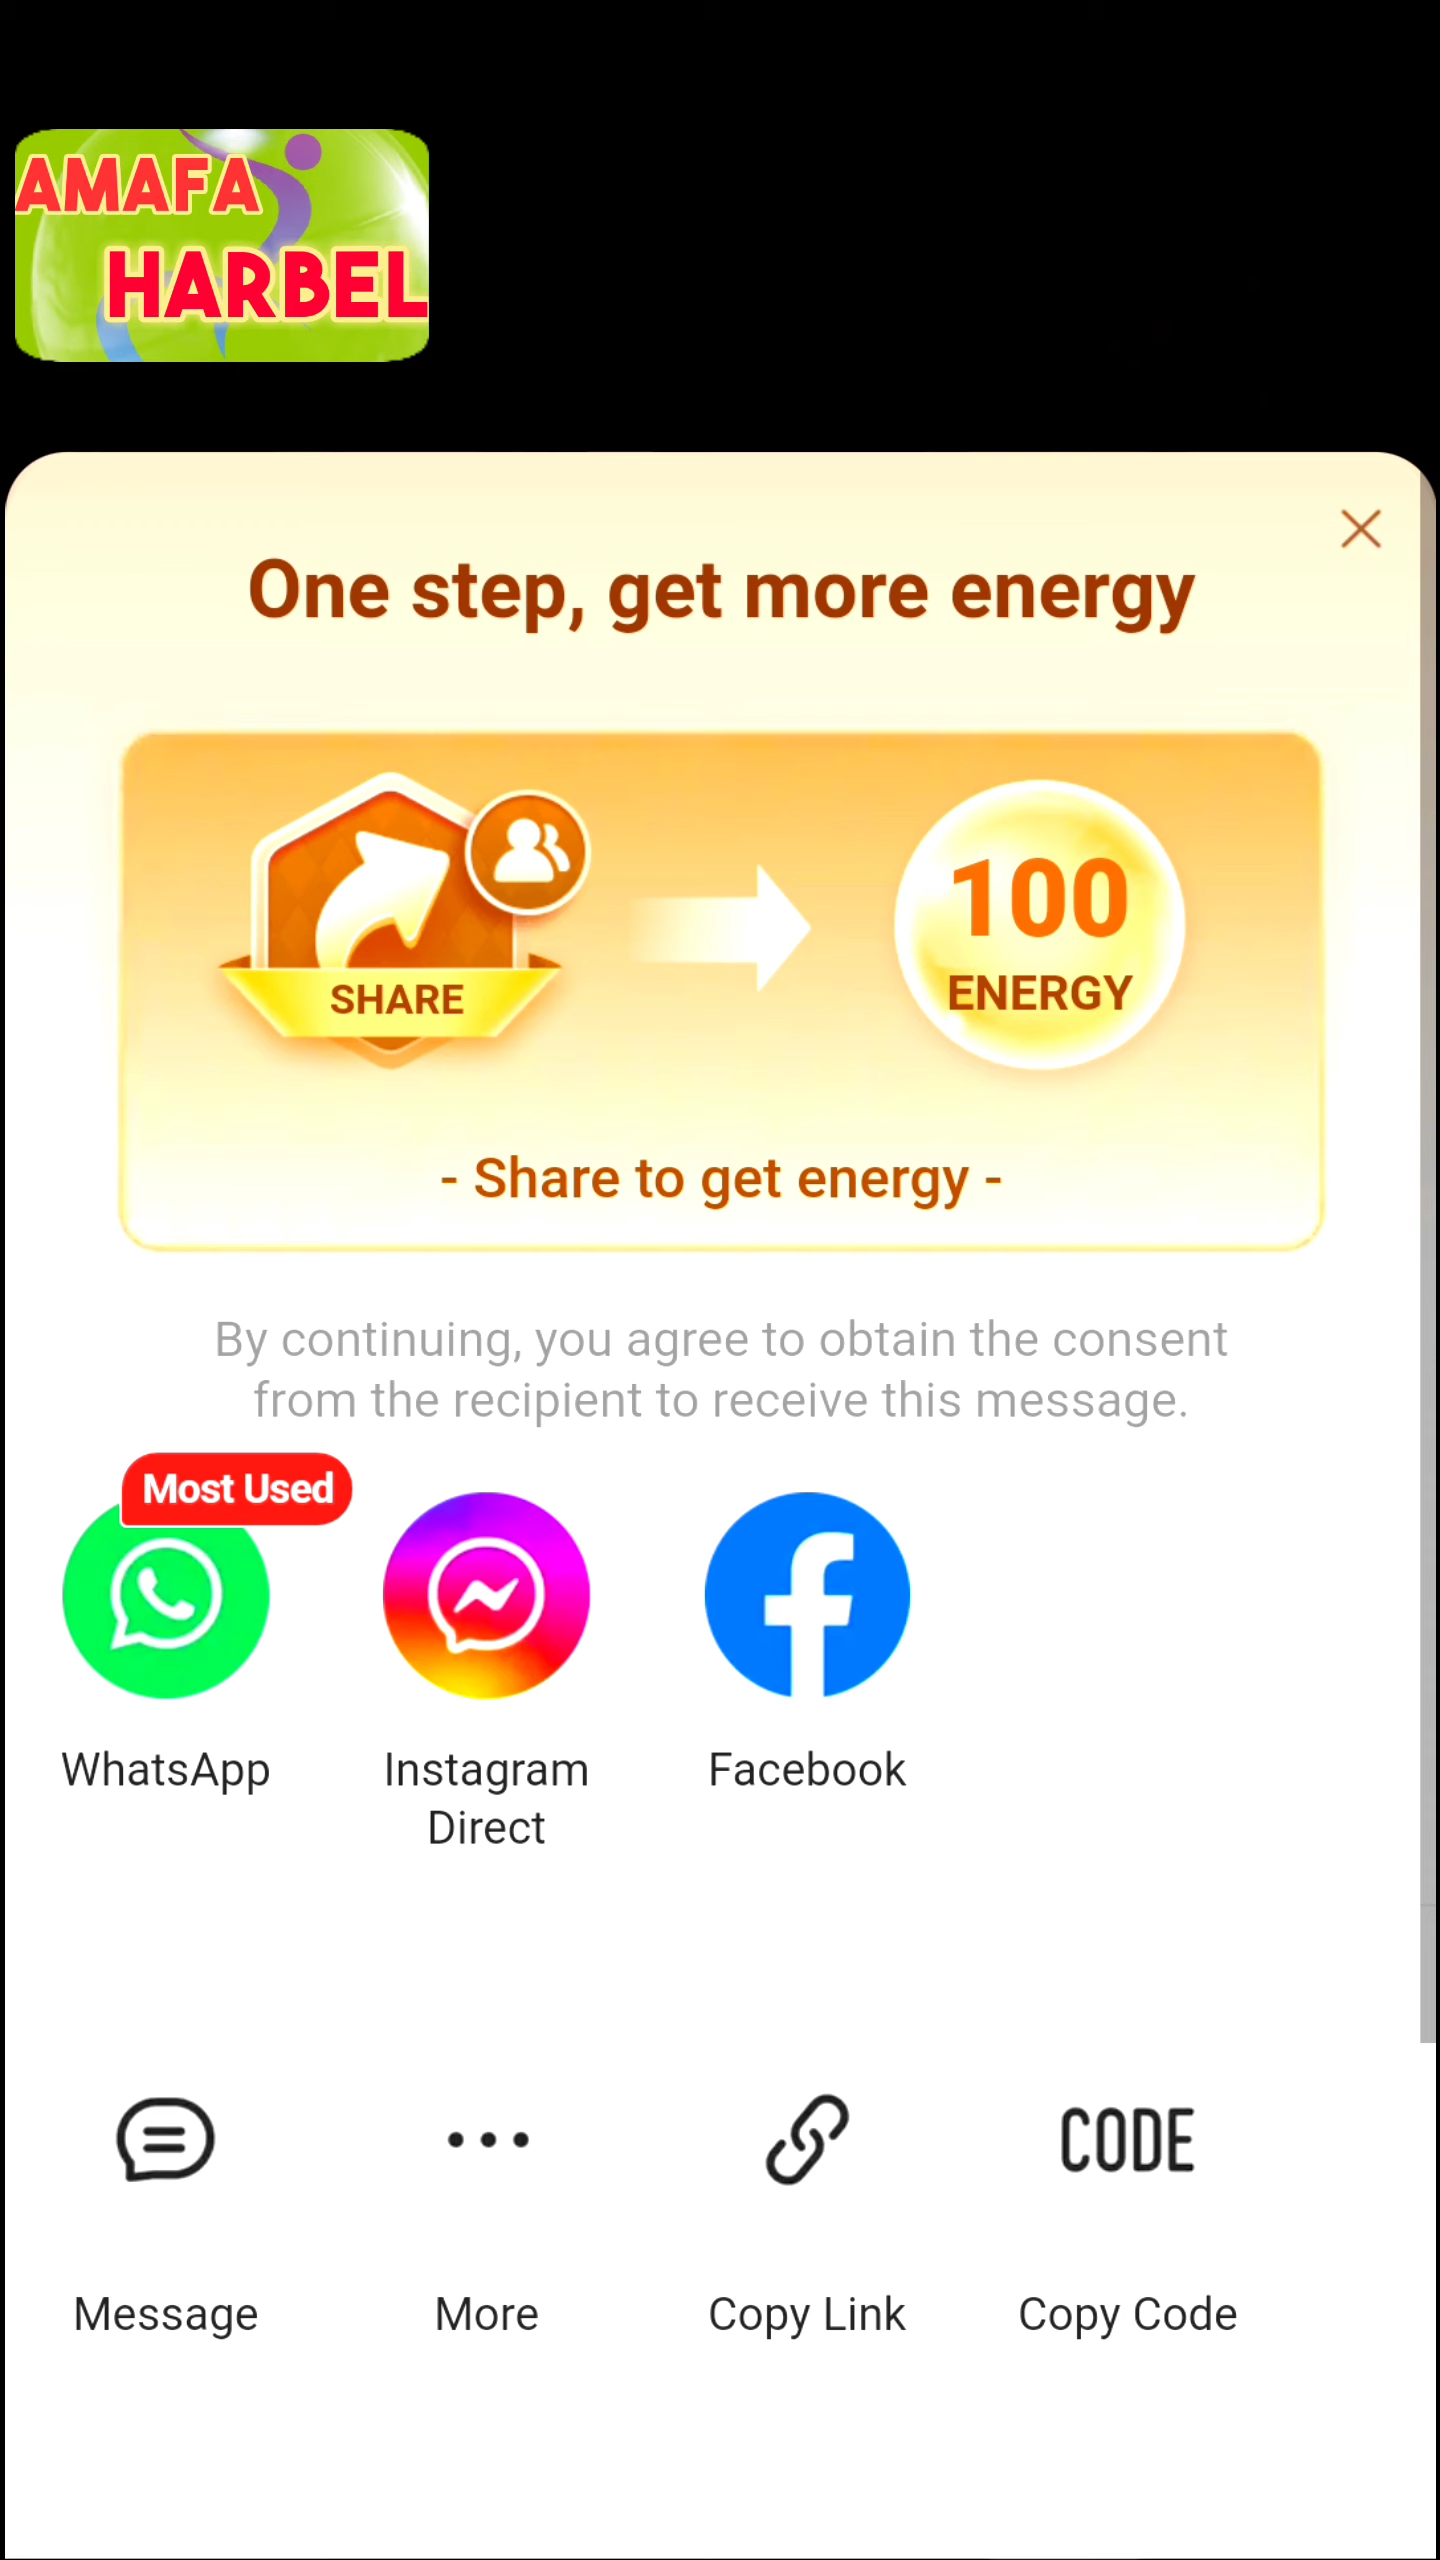 AMAFA
HARBEL
One step, get more energy
SHARE
100
ENERGY
- Share to get energy -
By continuing, you agree to obtain the consent
from the recipient to receive this message.
Most Used
WhatsApp
Instagram
Direct
Facebook
CODE
Message
More
Copy Link
Copy Code